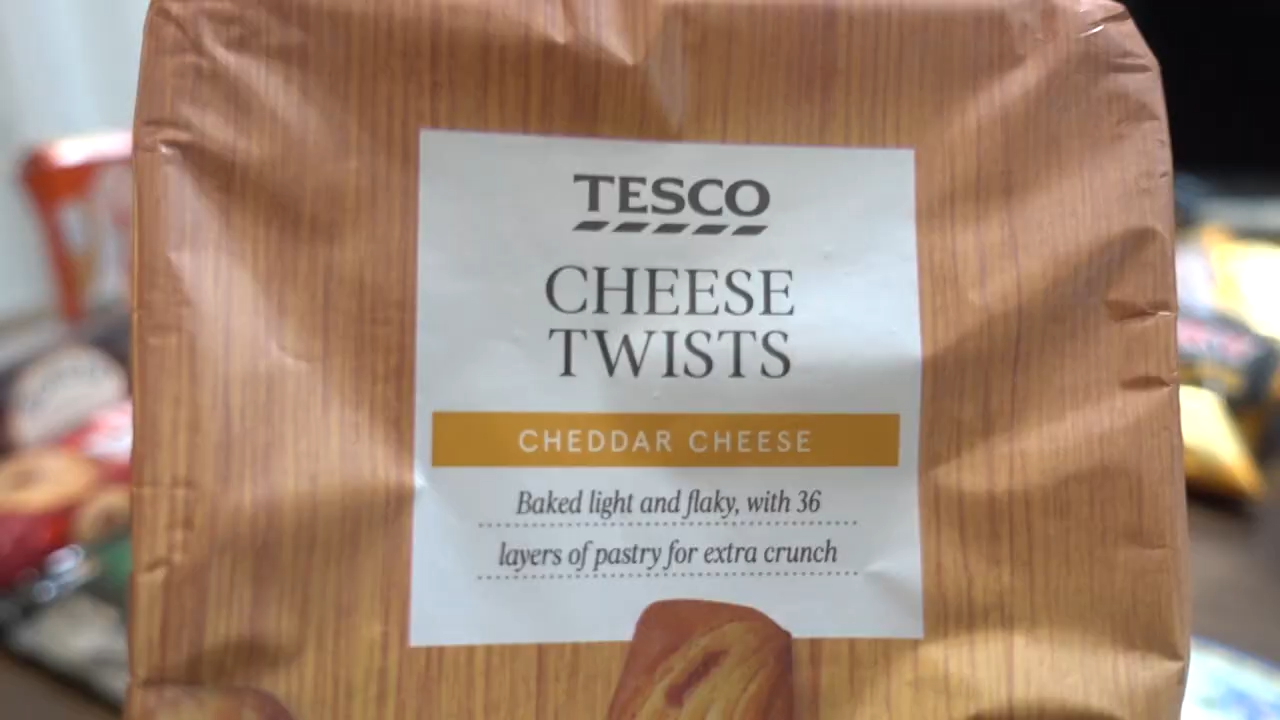 TESCO
CHEESE
TWISTS
CHEDDAR CHEESE
Baked light and flaky, with 36
layers of pastry for extra crunch